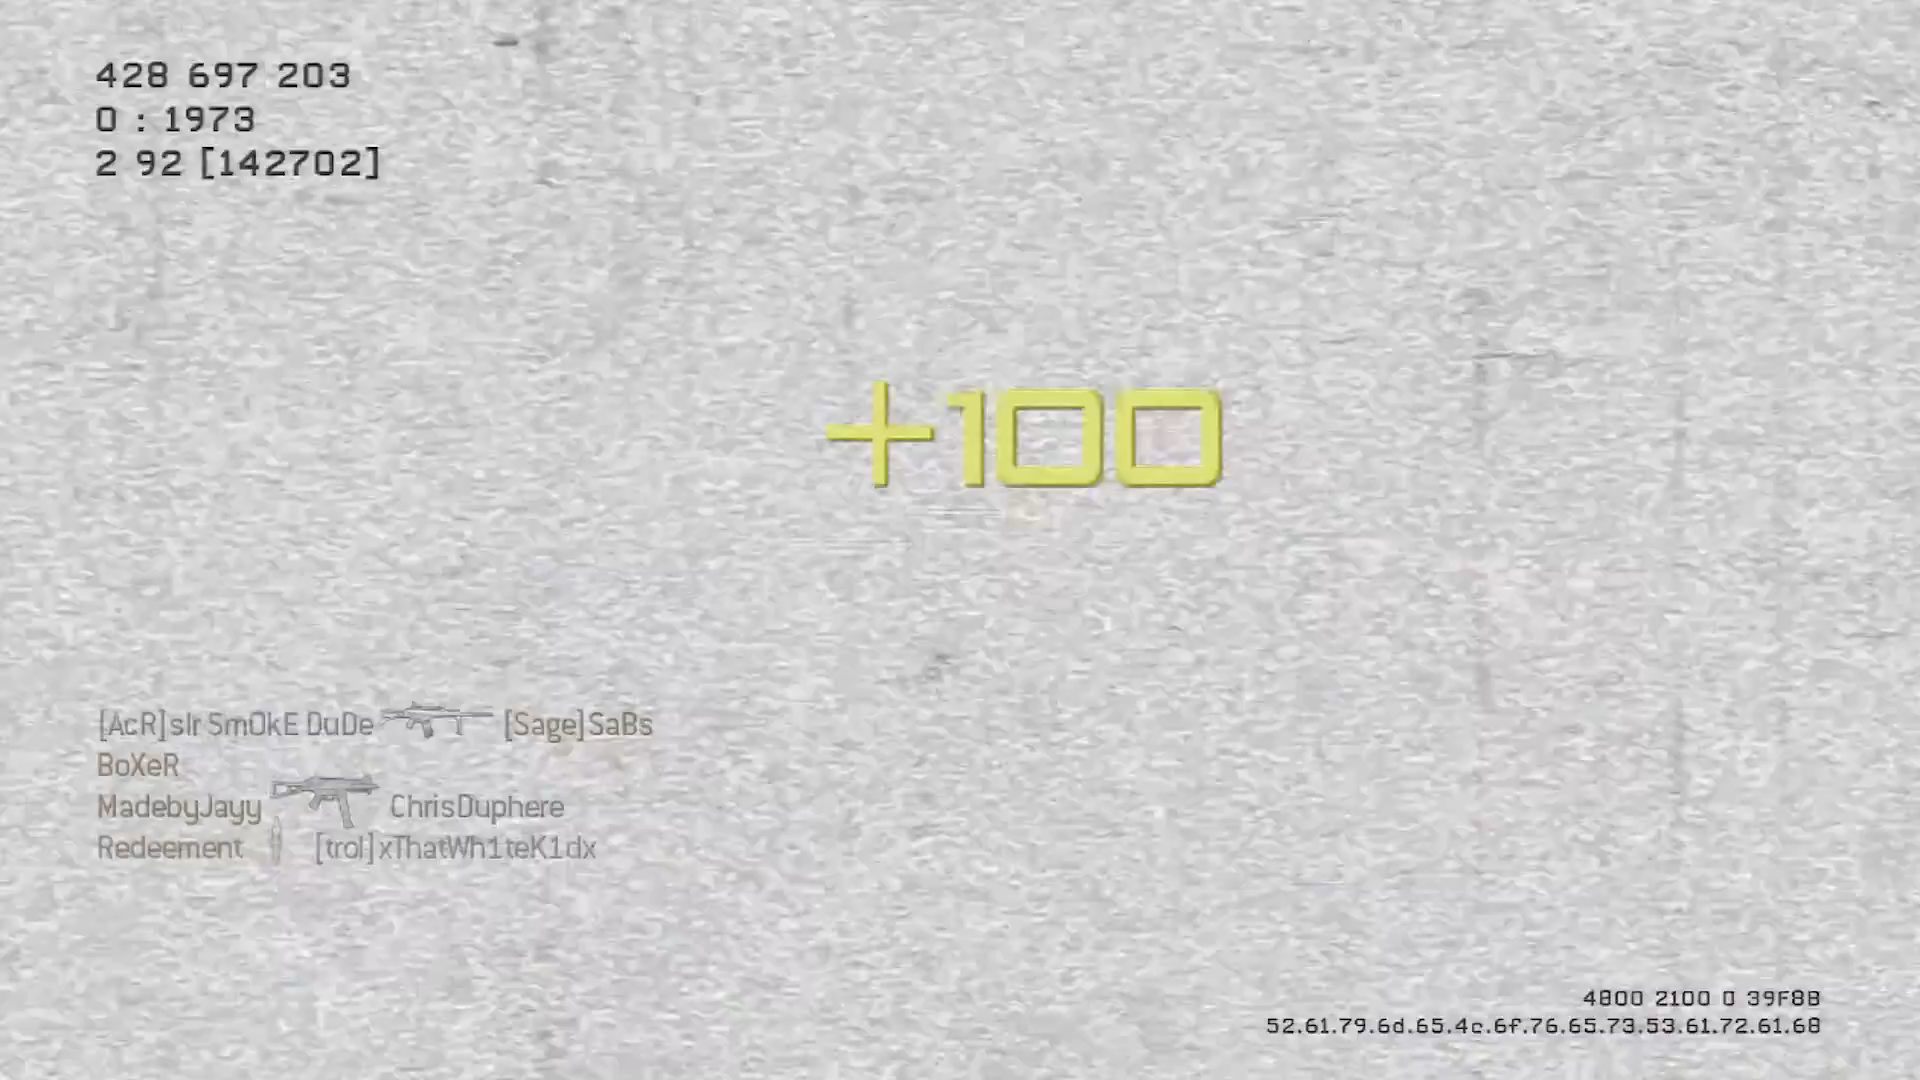 428 697 203
0 : 1973
2 92 [142702]
+100
[AcR]sIr SmOkE DuDe [Sage]SaBs
BoXeR
MadebyJayy ChrisDuphere
Redeement [trol]xThatWh1teK1dx
4800 2100 0 39F8B
52.61.79.6d.65.4c.6f.76.65.73.53.61.72.61.68